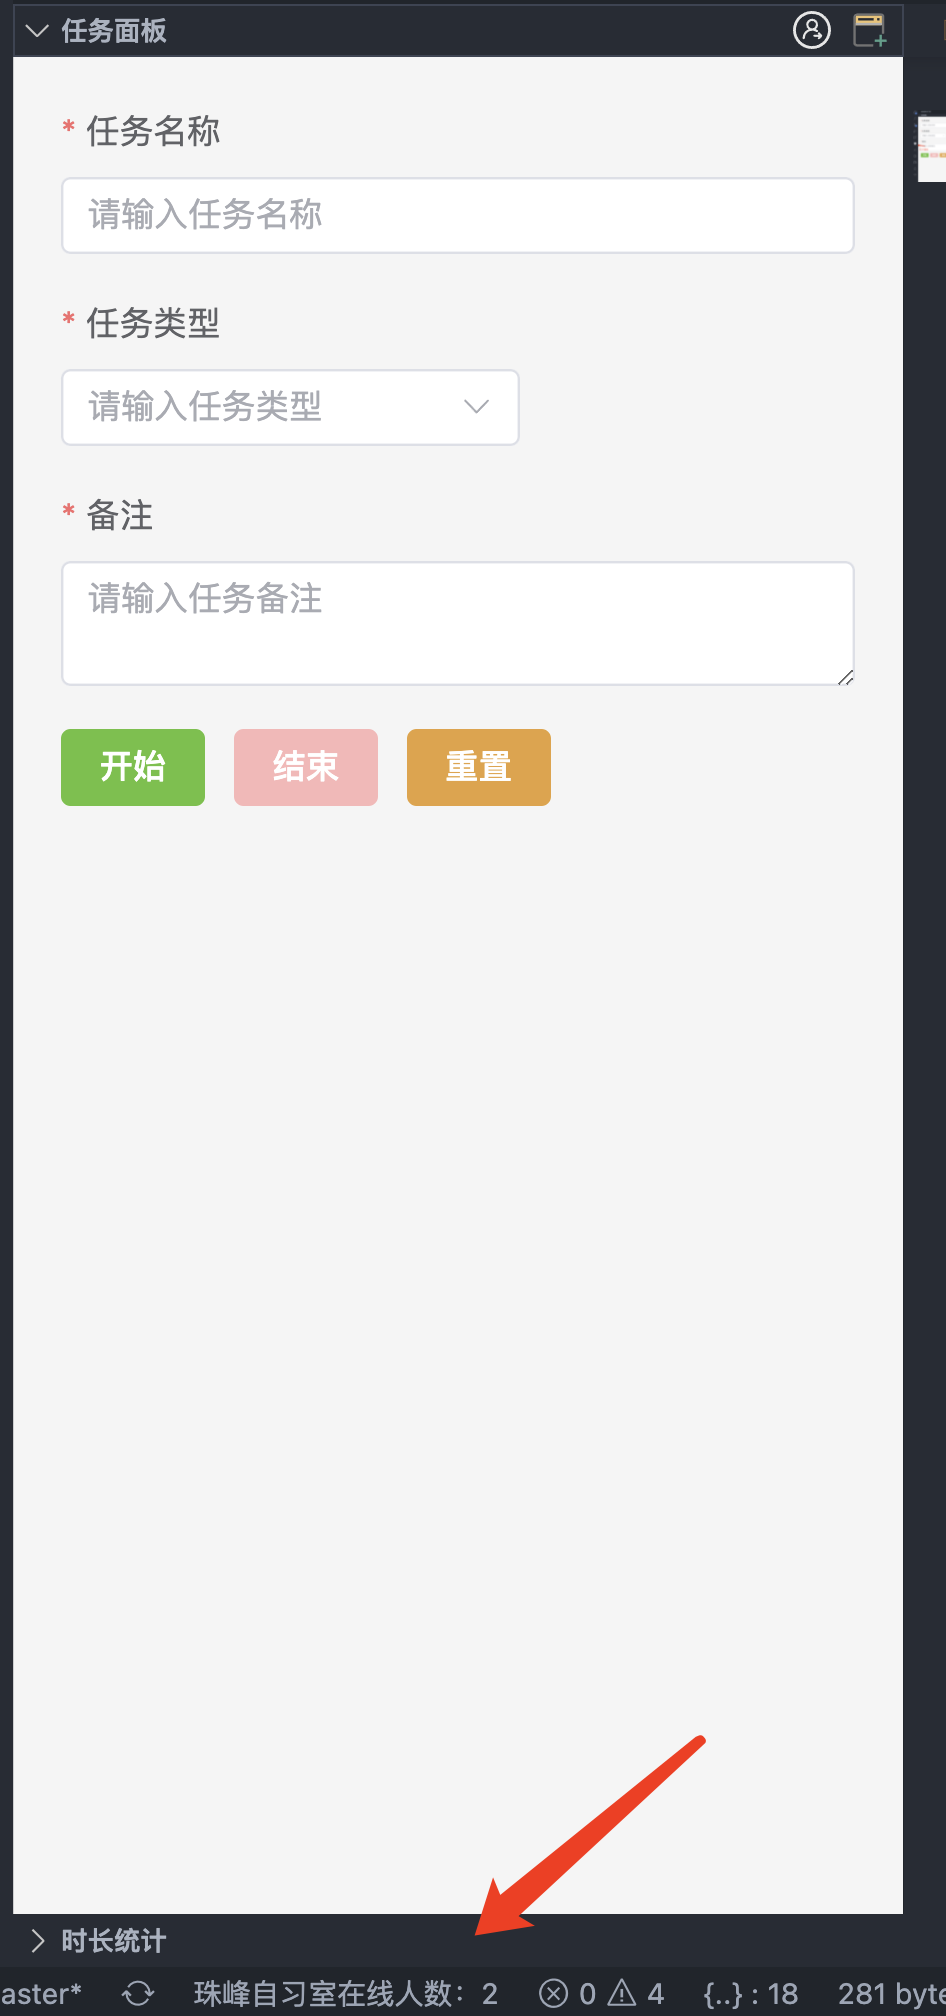 任务面板
* 任务名称
请输入任务名称
* 任务类型
请输入任务类型
* 备注
请输入任务备注
开始 结束 重置
时长统计
aster* 珠峰自习室在线人数：2 0 4 {..} : 18 281 byte